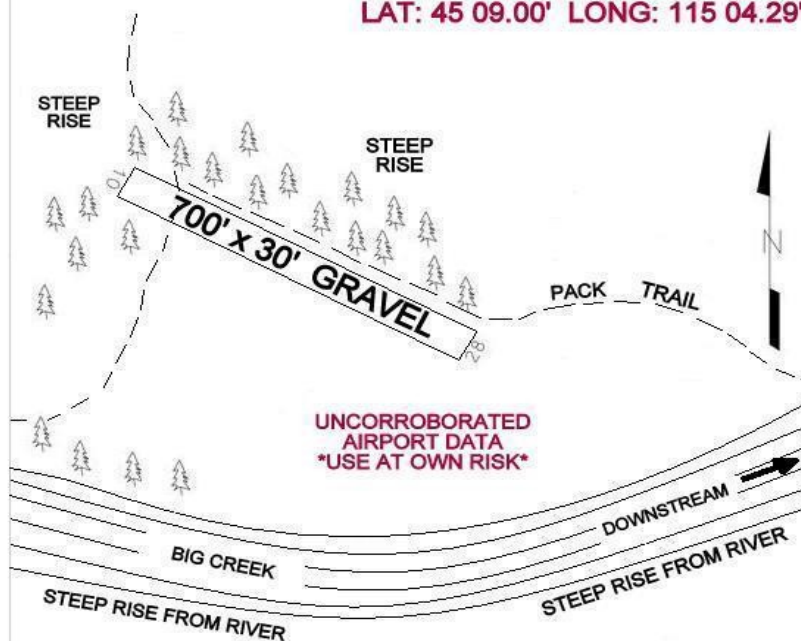 LAT: 45 09.00' LONG: 115 04.29'
STEEP
RISE
STEEP
RISE
10
700' x 30' GRAVEL
28
PACK TRAIL
N
UNCORROBORATED
AIRPORT DATA
*USE AT OWN RISK*
DOWNSTREAM
BIG CREEK
STEEP RISE FROM RIVER
STEEP RISE FROM RIVER